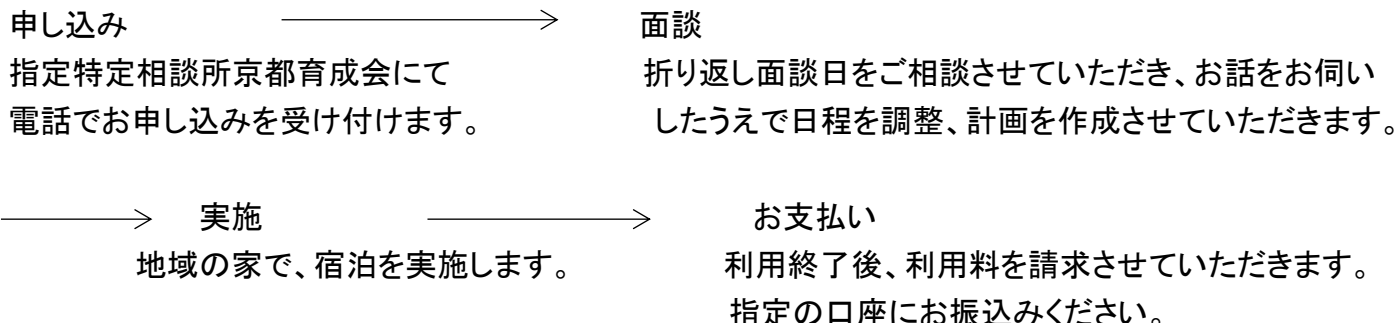 申し込み
面談
指定特定相談所京都育成会にて
電話でお申し込みを受け付けます。
折り返し面談日をご相談させていただき、お話をお伺い
したうえで日程を調整、計画を作成させていただきます。
実施
地域の家で、宿泊を実施します。
お支払い
利用終了後、利用料を請求させていただきます。
指定の口座にお振込みください。